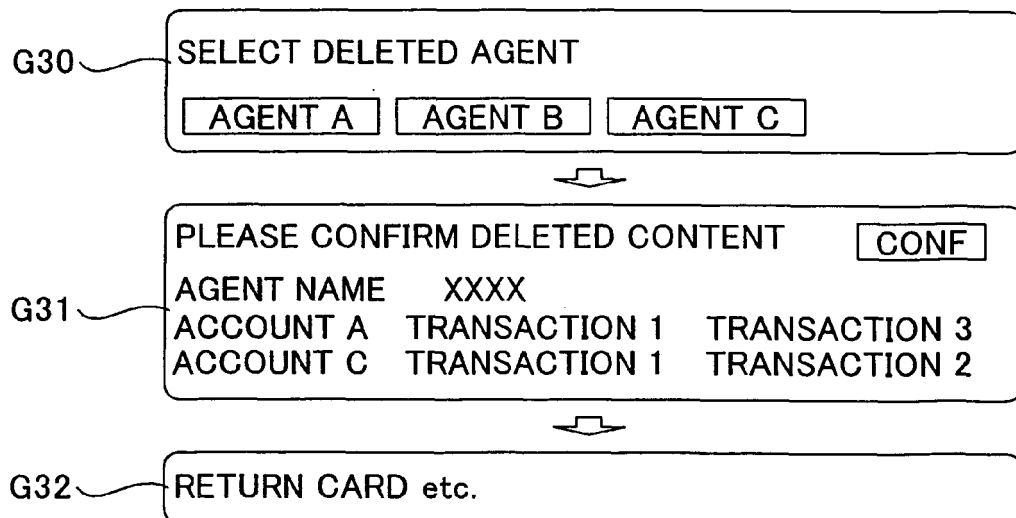 G30
SELECT DELETED AGENT
AGENT A AGENT B AGENT C
PLEASE CONFIRM DELETED CONTENT CONF
AGENT NAME XXXX
G31
ACCOUNT A TRANSACTION 1 TRANSACTION 3
ACCOUNT C TRANSACTION 1 TRANSACTION 2
G32
RETURN CARD etc.